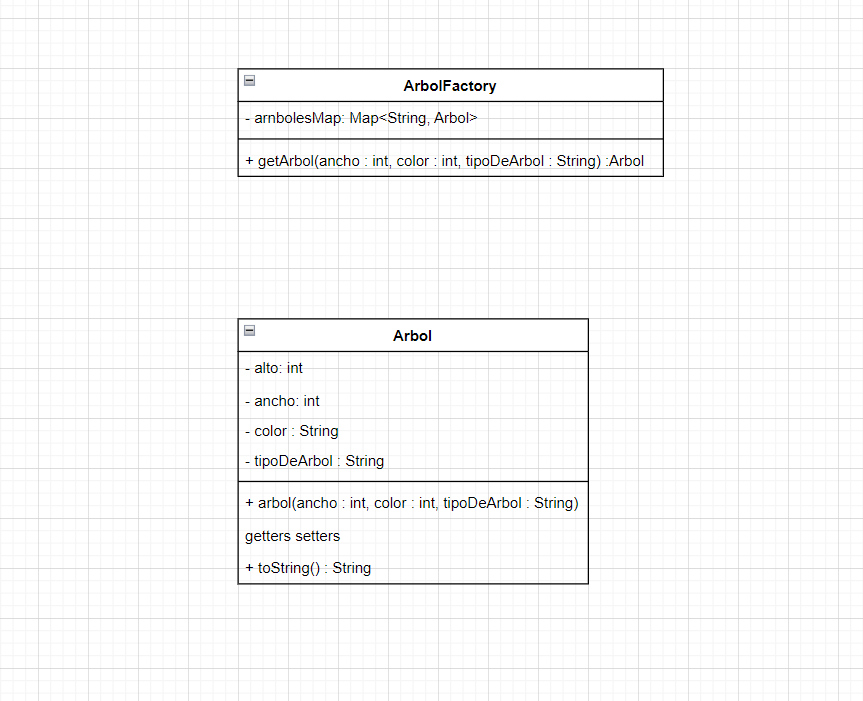 ArbolFactory
- arnbolesMap: Map<String, Arbol>
+ getArbol(ancho : int, color : int, tipoDeArbol : String) :Arbol
Arbol
- alto: int
- ancho: int
- color : String
- tipoDeArbol : String
+ arbol(ancho : int, color : int, tipoDeArbol : String)
getters setters
+ toString() : String